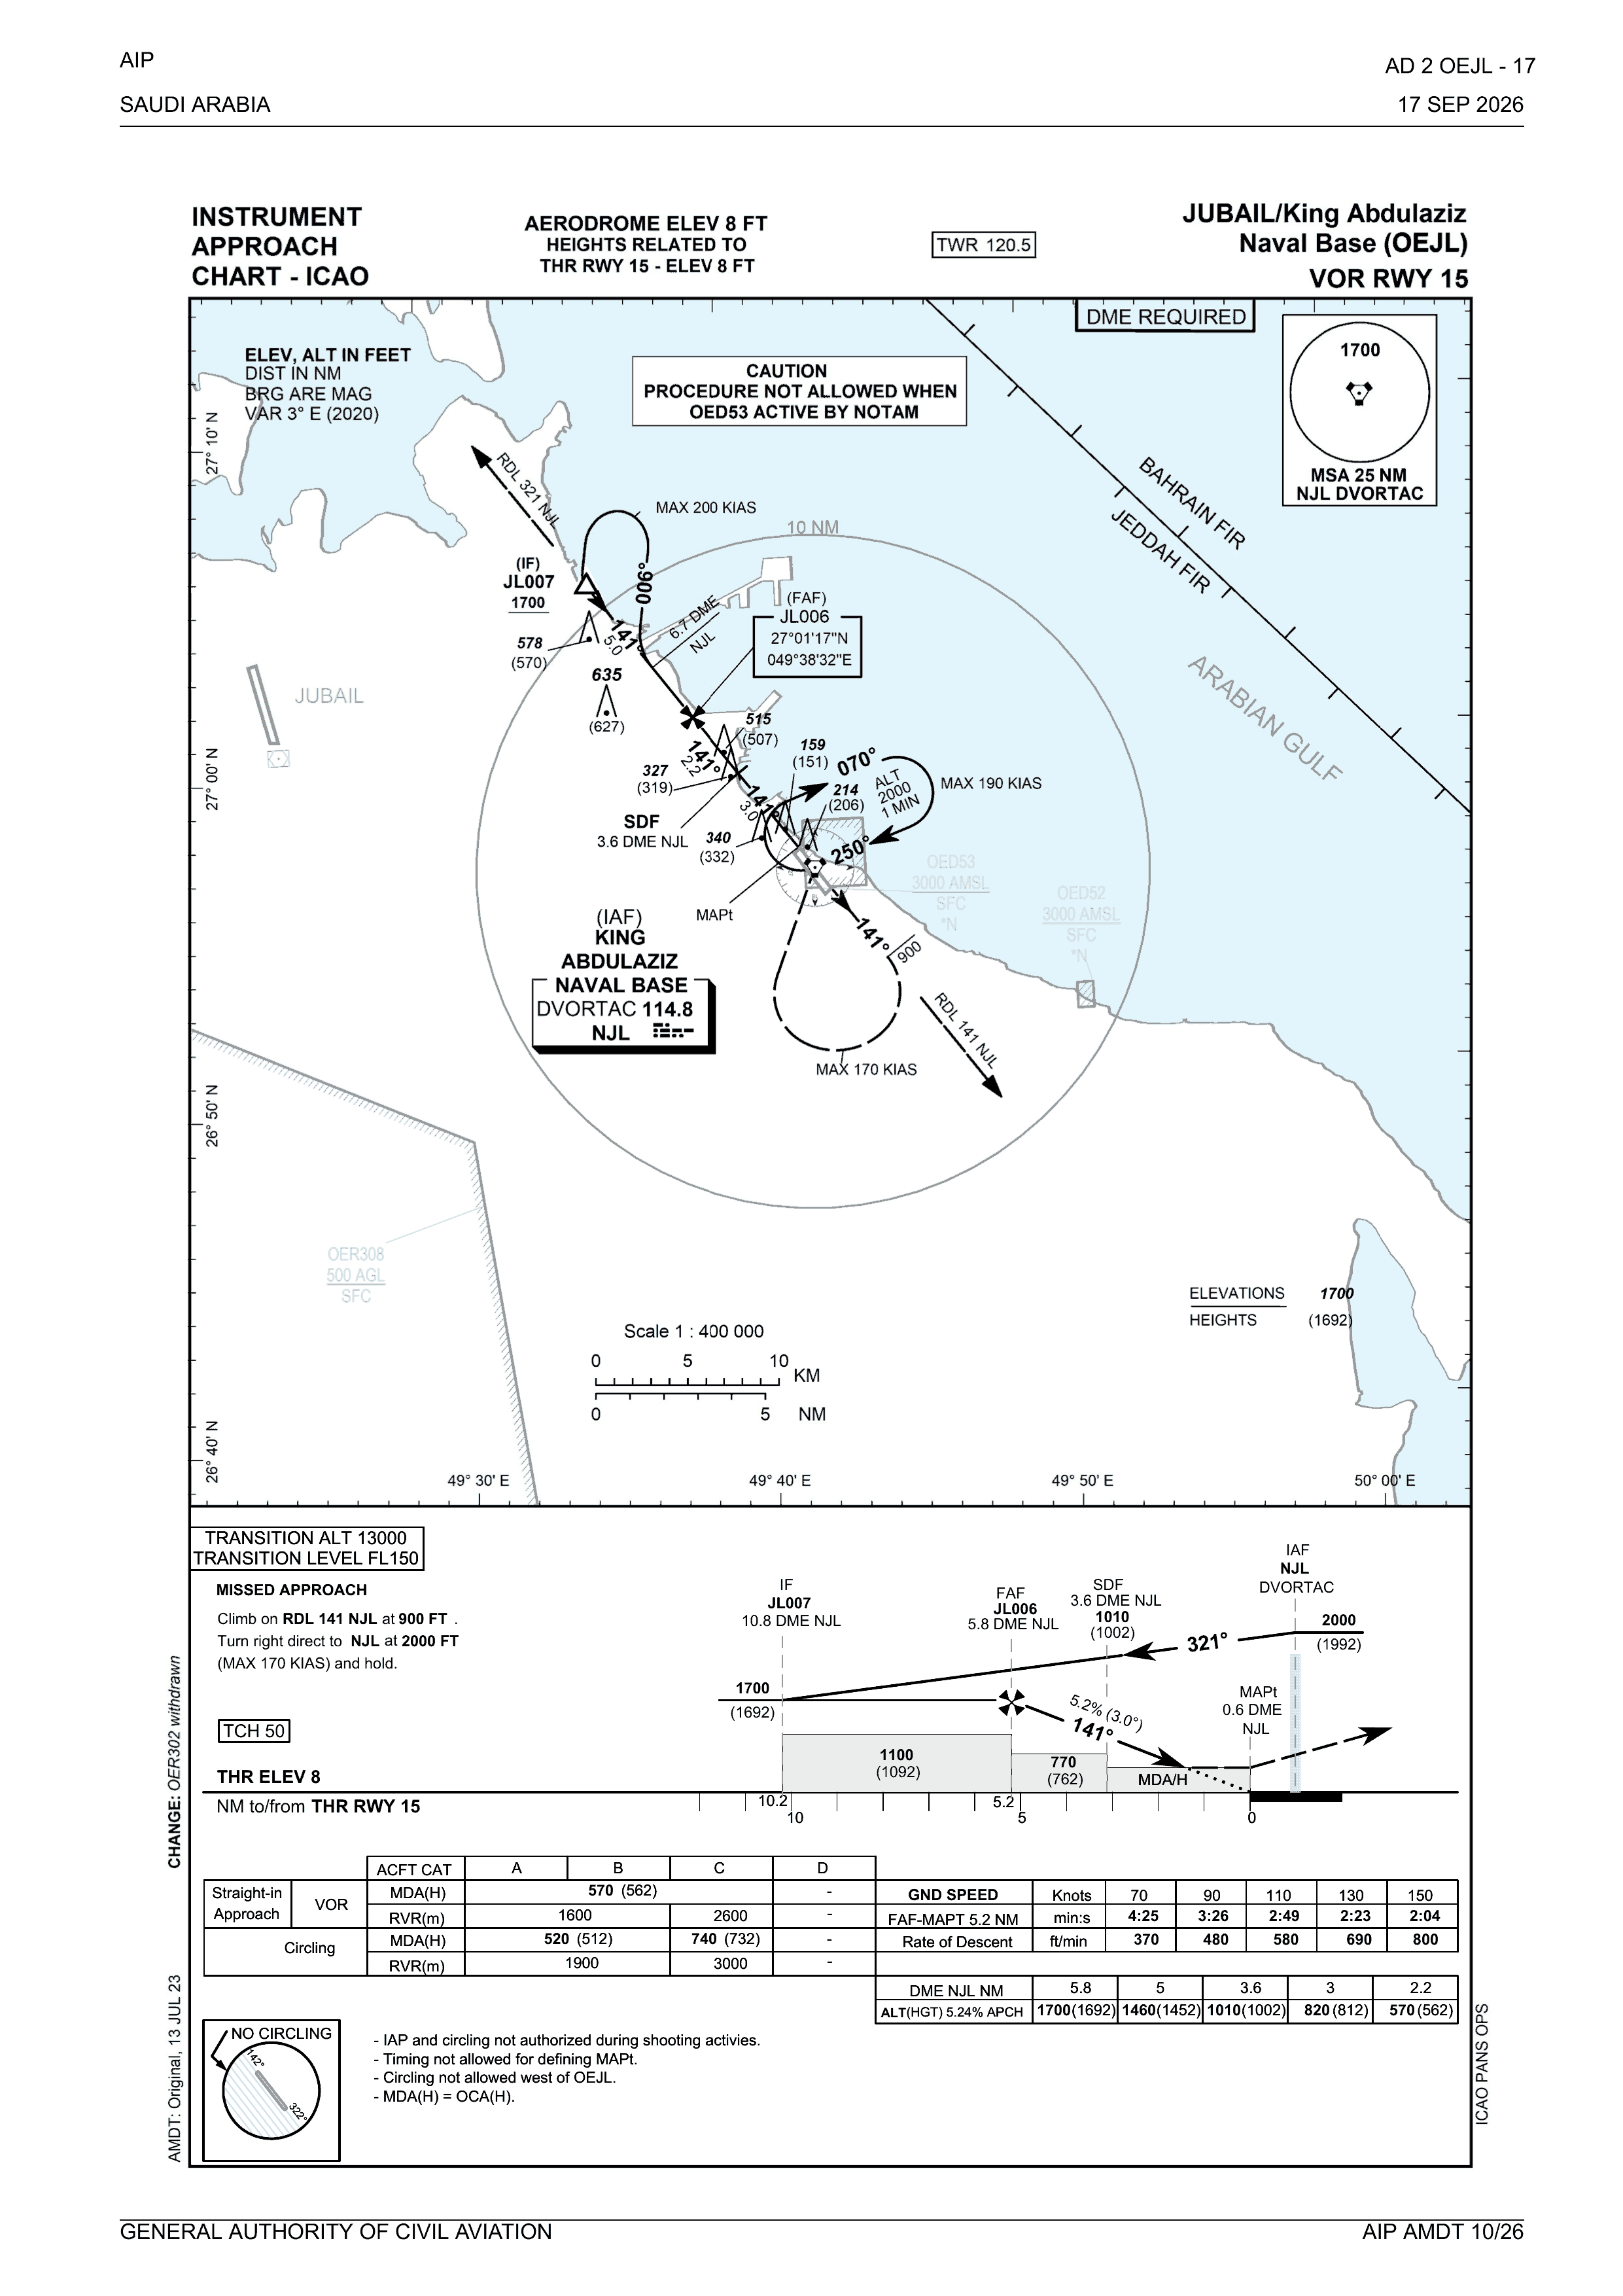 AIP
AD 2 OEJL - 17
SAUDI ARABIA
17 SEP 2026
INSTRUMENT
APPROACH
CHART - ICAO
AERODROME ELEV 8 FT
HEIGHTS RELATED TO
THR RWY 15 - ELEV 8 FT
TWR 120.5
JUBAIL/King Abdulaziz
Naval Base (OEJL)
VOR RWY 15
DME REQUIRED
1700
MSA 25 NM
NJL DVORTAC
ELEV, ALT IN FEET
DIST IN NM
BRG ARE MAG
VAR 3° E (2020)
CAUTION
PROCEDURE NOT ALLOWED WHEN
OED53 ACTIVE BY NOTAM
27° 10' N
RDL 321 NJL
MAX 200 KIAS
10 NM
BAHRAIN FIR
JEDDAH FIR
ARABIAN GULF
(IF)
JL007
1700
006°
578
(570)
141°
5.0
6.7 DME
NJL
(FAF)
JL006
27°01'17"N
049°38'32"E
JUBAIL
635
(627)
515
(507)
141°
2.2
159
(151)
327
(319)
070°
ALT
2000
1 MIN
MAX 190 KIAS
27° 00' N
SDF
3.6 DME NJL
141°
3.0
214
(206)
340
(332)
250°
MAPt
OED53
3000 AMSL
SFC
*N
OED52
3000 AMSL
SFC
*N
(IAF)
KING
ABDULAZIZ
NAVAL BASE
DVORTAC 114.8
NJL
141°
900
RDL 141 NJL
MAX 170 KIAS
26° 50' N
OER308
500 AGL
SFC
ELEVATIONS 1700
HEIGHTS (1692)
Scale 1 : 400 000
0 5 10 KM
0 5 NM
26° 40' N
49° 30' E
49° 40' E
49° 50' E
50° 00' E
TRANSITION ALT 13000
TRANSITION LEVEL FL150
MISSED APPROACH
Climb on RDL 141 NJL at 900 FT .
Turn right direct to NJL at 2000 FT
(MAX 170 KIAS) and hold.
TCH 50
THR ELEV 8
NM to/from THR RWY 15
IF
JL007
10.8 DME NJL
FAF
JL006
5.8 DME NJL
SDF
3.6 DME NJL
1010
(1002)
IAF
NJL
DVORTAC
2000
(1992)
321°
1700
(1692)
5.2% (3.0°)
141°
MAPt
0.6 DME
NJL
1100
(1092)
770
(762)
MDA/H
10.2
10
5.2
5
0
ACFT CAT A B C D
Straight-in
Approach
VOR
MDA(H) 570 (562) -
RVR(m) 1600 2600 -
Circling
MDA(H) 520 (512) 740 (732) -
RVR(m) 1900 3000 -
GND SPEED Knots 70 90 110 130 150
FAF-MAPT 5.2 NM min:s 4:25 3:26 2:49 2:23 2:04
Rate of Descent ft/min 370 480 580 690 800
DME NJL NM 5.8 5 3.6 3 2.2
ALT(HGT) 5.24% APCH 1700(1692) 1460(1452) 1010(1002) 820(812) 570(562)
NO CIRCLING
142°
322°
- IAP and circling not authorized during shooting activies.
- Timing not allowed for defining MAPt.
- Circling not allowed west of OEJL.
- MDA(H) = OCA(H).
CHANGE: OER302 withdrawn
AMDT: Original, 13 JUL 23
ICAO PANS OPS
GENERAL AUTHORITY OF CIVIL AVIATION
AIP AMDT 10/26